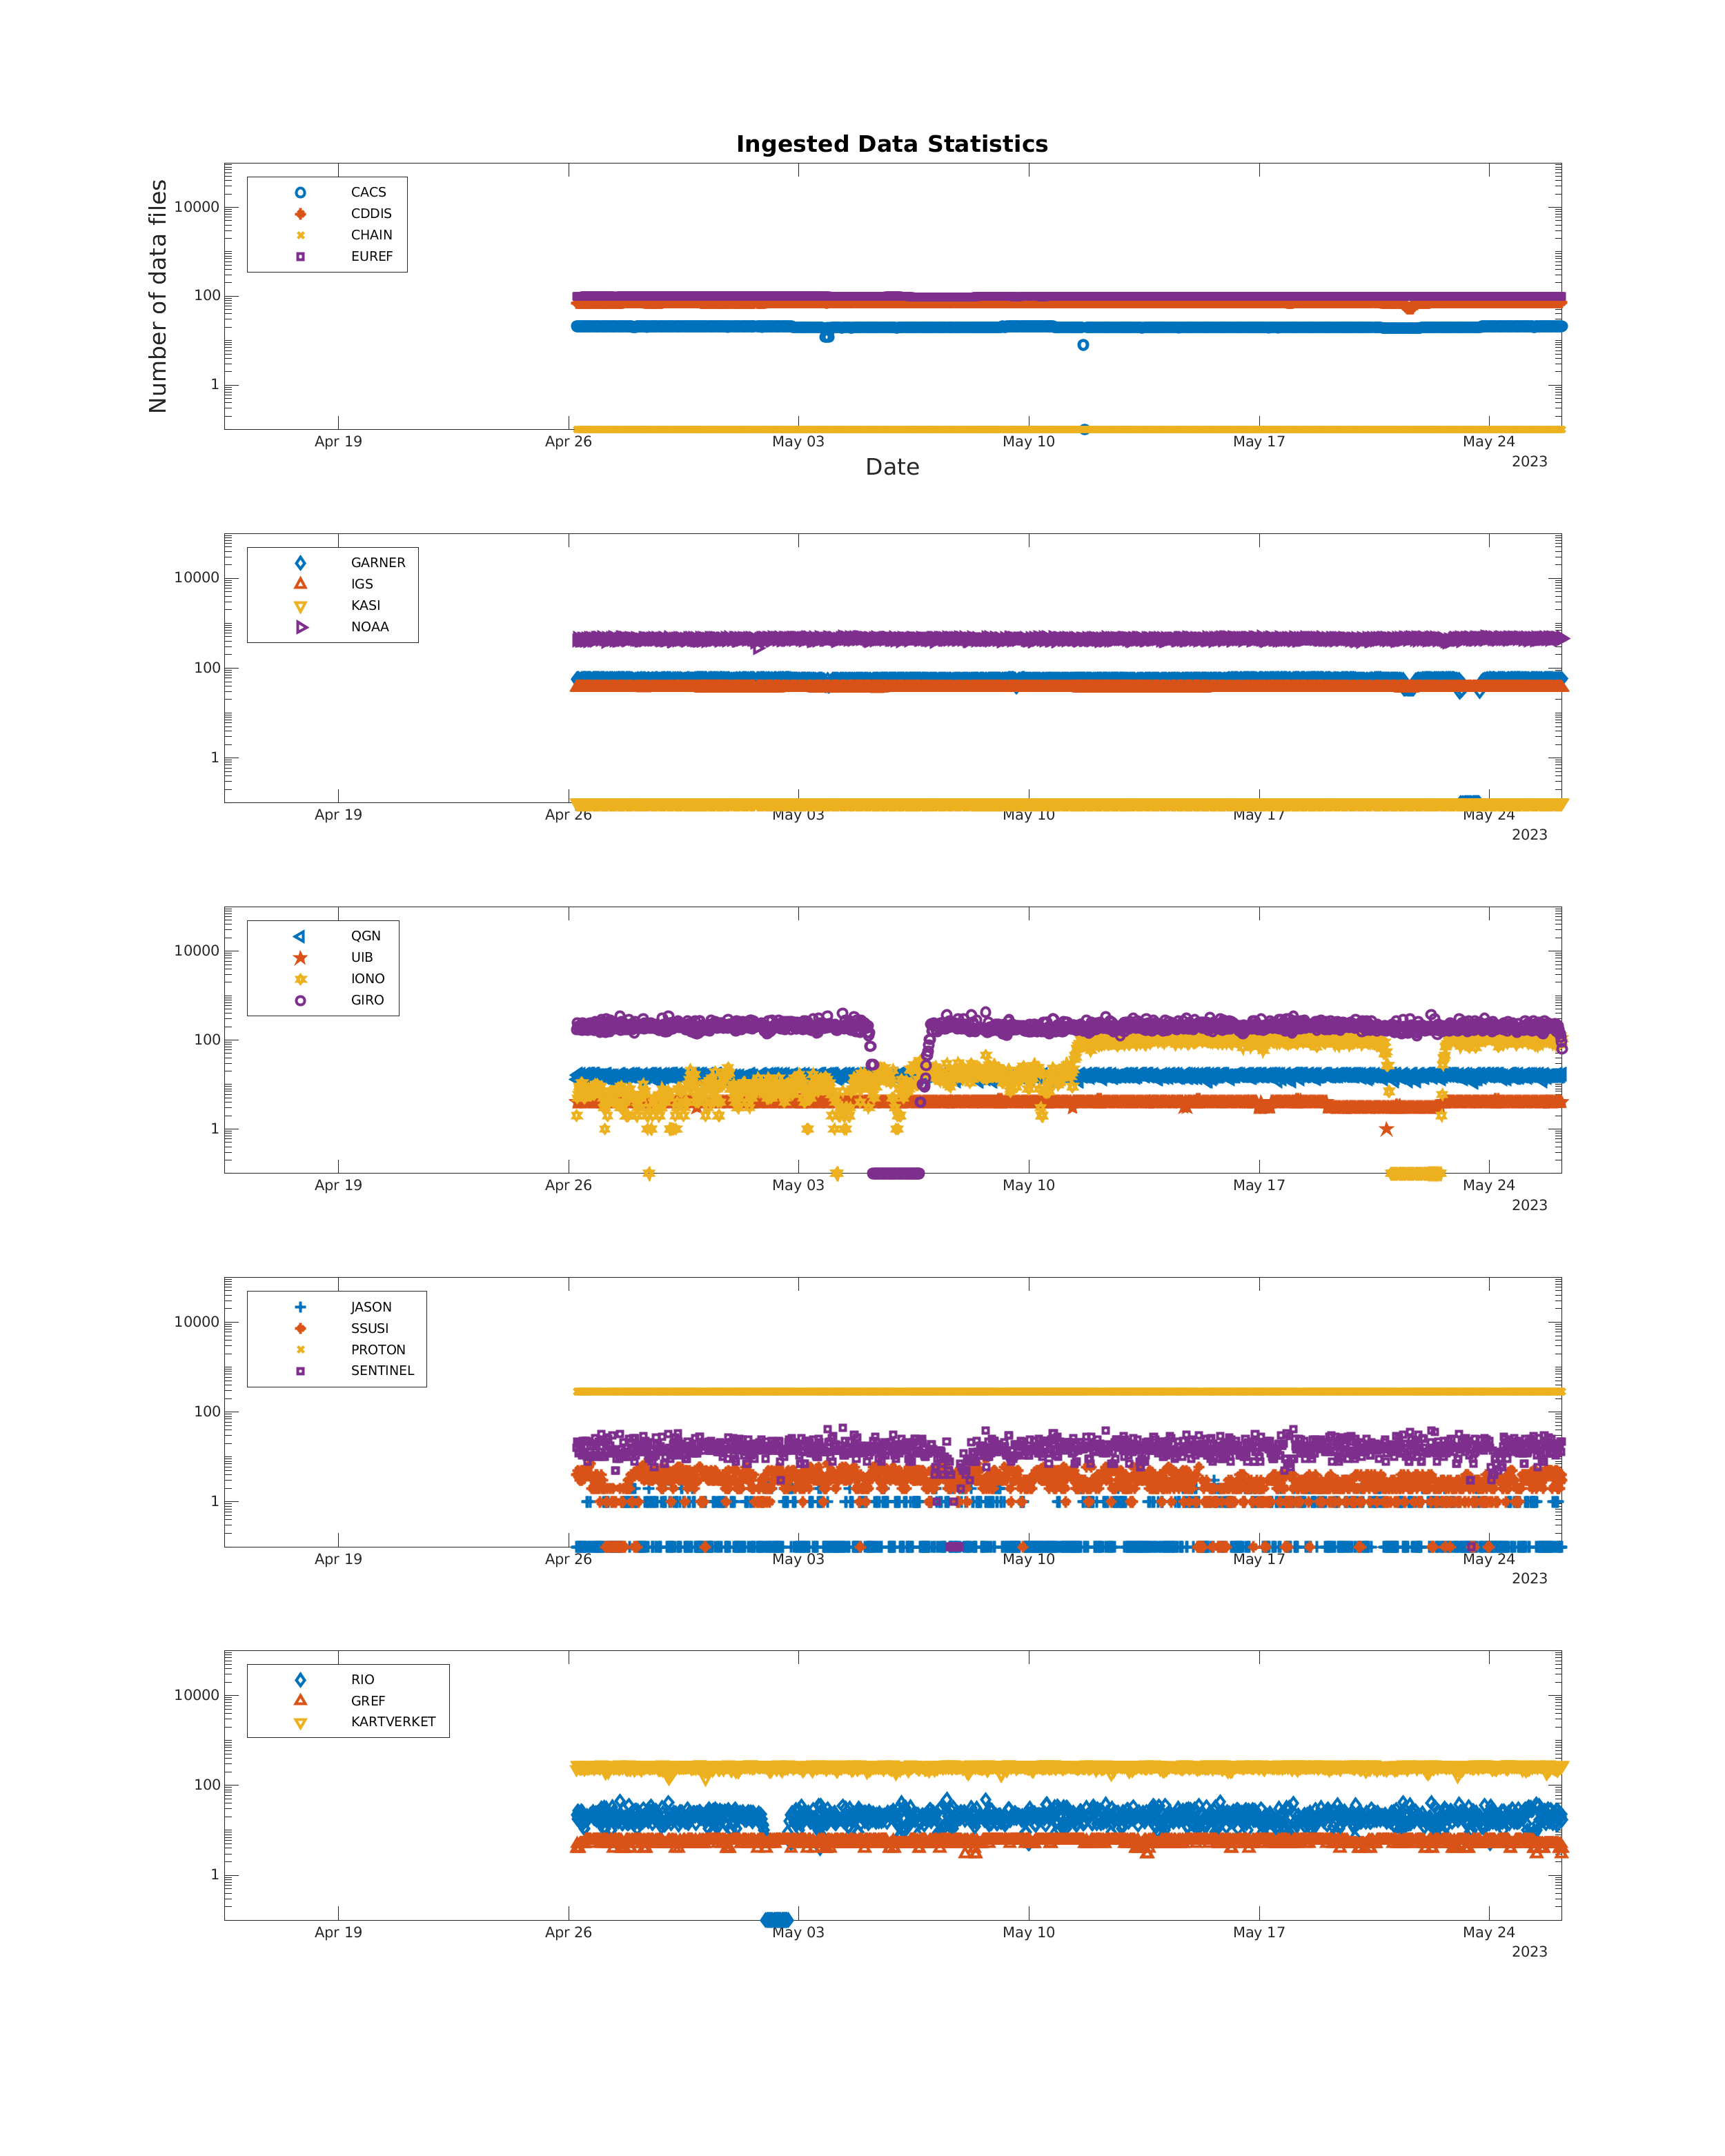 Ingested Data Statistics
Number of data files
10000
100
1
CACS
CDDIS
CHAIN
EUREF
Apr 19 Apr 26 May 03 May 10 May 17 May 24
2023
Date
10000
100
1
GARNER
IGS
KASI
NOAA
Apr 19 Apr 26 May 03 May 10 May 17 May 24
2023
10000
100
1
QGN
UIB
IONO
GIRO
Apr 19 Apr 26 May 03 May 10 May 17 May 24
2023
10000
100
1
JASON
SSUSI
PROTON
SENTINEL
Apr 19 Apr 26 May 03 May 10 May 17 May 24
2023
10000
100
1
RIO
GREF
KARTVERKET
Apr 19 Apr 26 May 03 May 10 May 17 May 24
2023